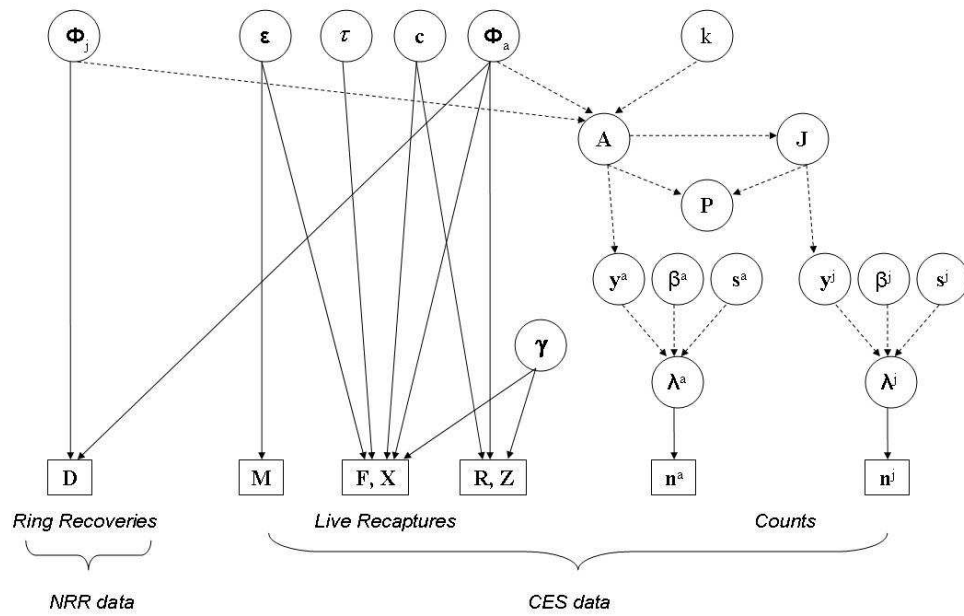 Φj ε τ c Φa k
A J
P
yᵃ βᵃ sᵃ yʲ βʲ sʲ
γ
λᵃ λʲ
D M F, X R, Z nᵃ nʲ
Ring Recoveries Live Recaptures Counts
NRR data CES data